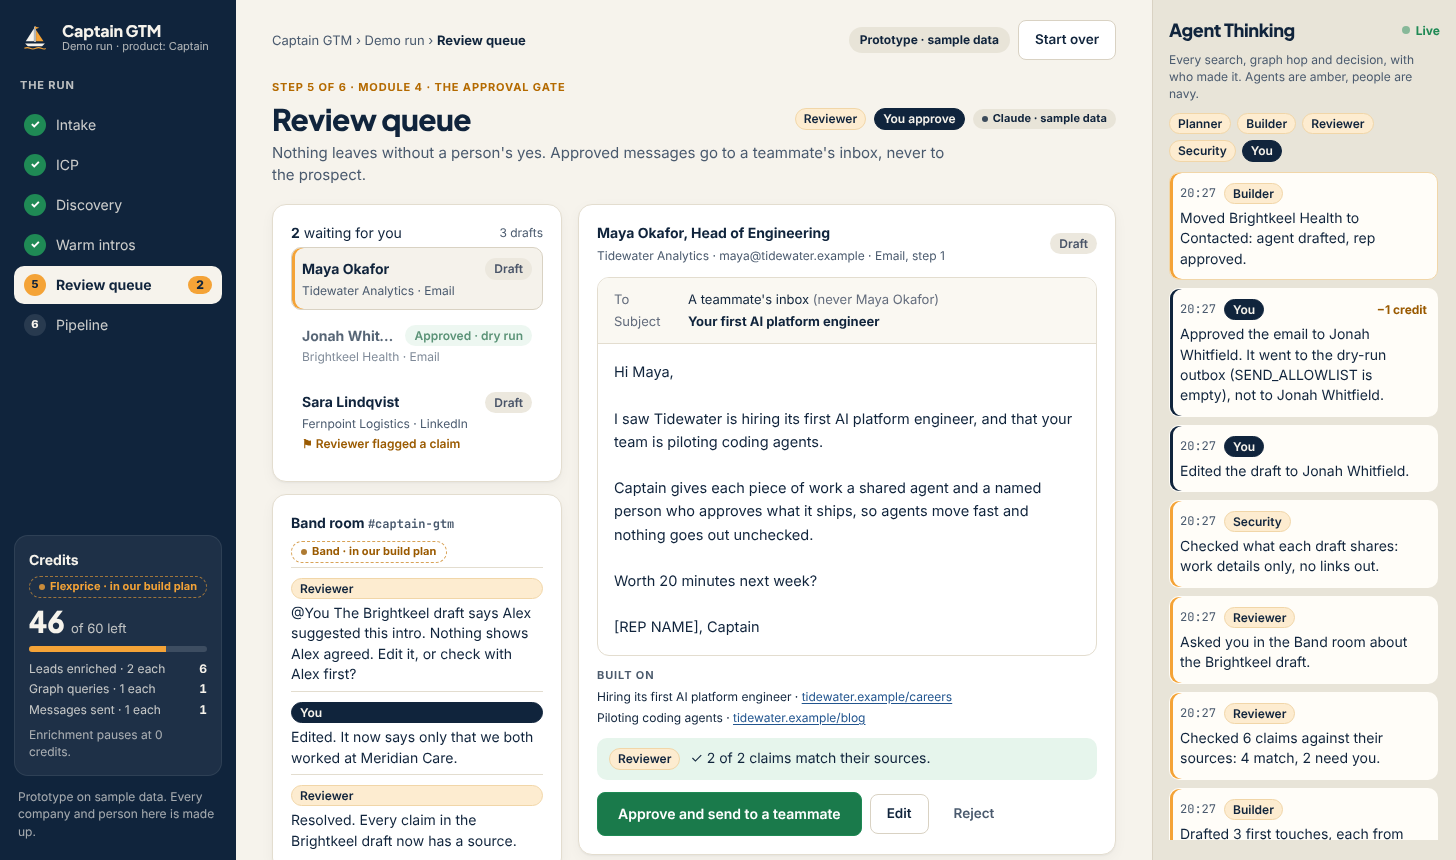 Captain GTM
Demo run · product: Captain
THE RUN
Intake
ICP
Discovery
Warm intros
5 Review queue 2
6 Pipeline
Credits
Flexprice · in our build plan
46 of 60 left
Leads enriched · 2 each 6
Graph queries · 1 each 1
Messages sent · 1 each 1
Enrichment pauses at 0
credits.
Prototype on sample data. Every
company and person here is made
up.
Captain GTM › Demo run › Review queue
Prototype · sample data
Start over
STEP 5 OF 6 · MODULE 4 · THE APPROVAL GATE
Review queue
Reviewer
You approve
Claude · sample data
Nothing leaves without a person's yes. Approved messages go to a teammate's inbox, never to
the prospect.
2 waiting for you
3 drafts
Maya Okafor
Draft
Tidewater Analytics · Email
Jonah Whit...
Approved · dry run
Brightkeel Health · Email
Sara Lindqvist
Draft
Fernpoint Logistics · LinkedIn
⚑ Reviewer flagged a claim
Band room #captain-gtm
Band · in our build plan
Reviewer
@You The Brightkeel draft says Alex
suggested this intro. Nothing shows
Alex agreed. Edit it, or check with
Alex first?
You
Edited. It now says only that we both
worked at Meridian Care.
Reviewer
Resolved. Every claim in the
Brightkeel draft now has a source.
Maya Okafor, Head of Engineering
Tidewater Analytics · maya@tidewater.example · Email, step 1
Draft
To A teammate's inbox (never Maya Okafor)
Subject Your first AI platform engineer
Hi Maya,
I saw Tidewater is hiring its first AI platform engineer, and that your
team is piloting coding agents.
Captain gives each piece of work a shared agent and a named
person who approves what it ships, so agents move fast and
nothing goes out unchecked.
Worth 20 minutes next week?
[REP NAME], Captain
BUILT ON
Hiring its first AI platform engineer · tidewater.example/careers
Piloting coding agents · tidewater.example/blog
Reviewer ✓ 2 of 2 claims match their sources.
Approve and send to a teammate
Edit
Reject
Agent Thinking
Live
Every search, graph hop and decision, with
who made it. Agents are amber, people are
navy.
Planner
Builder
Reviewer
Security
You
20:27 Builder
Moved Brightkeel Health to
Contacted: agent drafted, rep
approved.
20:27 You −1 credit
Approved the email to Jonah
Whitfield. It went to the dry-run
outbox (SEND_ALLOWLIST is
empty), not to Jonah Whitfield.
20:27 You
Edited the draft to Jonah Whitfield.
20:27 Security
Checked what each draft shares:
work details only, no links out.
20:27 Reviewer
Asked you in the Band room about
the Brightkeel draft.
20:27 Reviewer
Checked 6 claims against their
sources: 4 match, 2 need you.
20:27 Builder
Drafted 3 first touches, each from